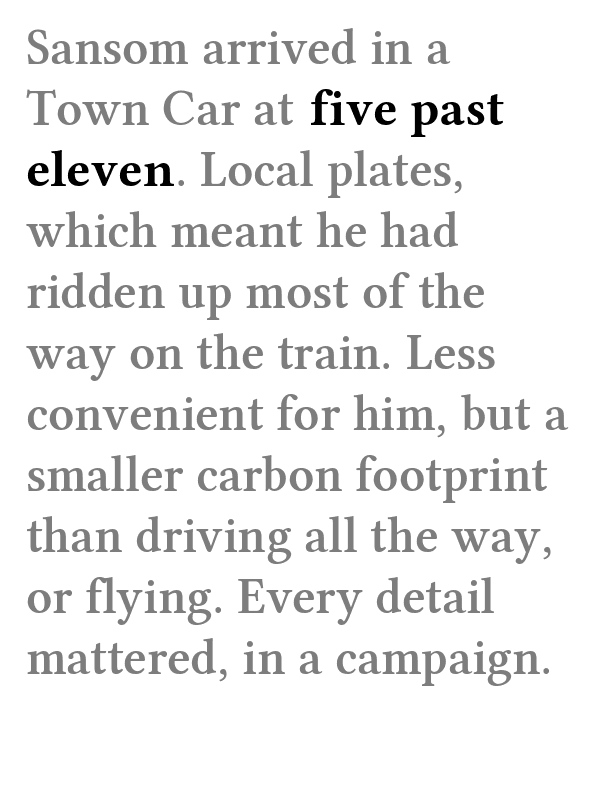 Sansom arrived in a
Town Car at five past
eleven. Local plates,
which meant he had
ridden up most of the
way on the train. Less
convenient for him, but a
smaller carbon footprint
than driving all the way,
or flying. Every detail
mattered, in a campaign.